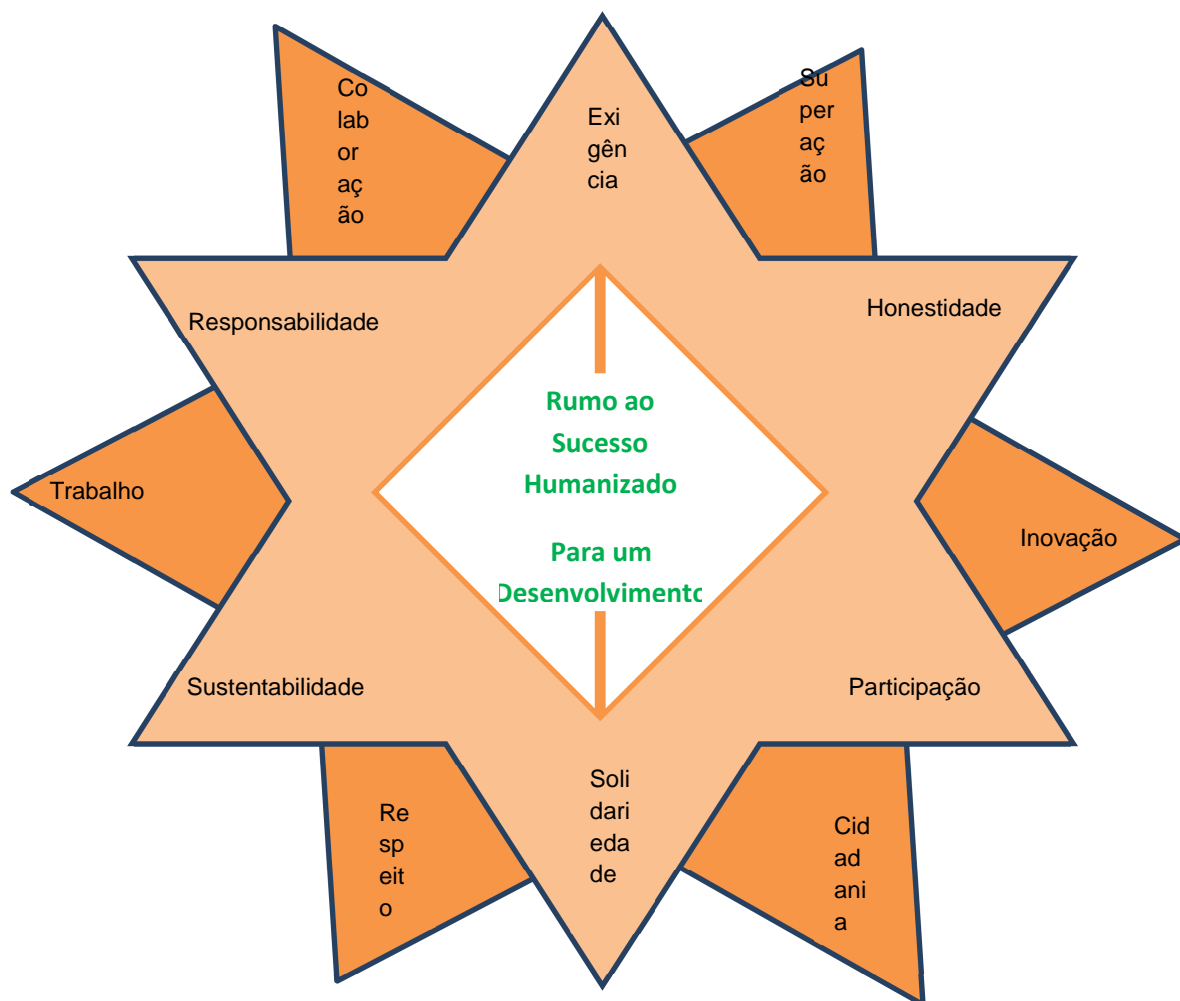 Co
lab
or
aç
ão
Exi
gên
cia
Su
per
aç
ão
Responsabilidade
Honestidade
Rumo ao
Sucesso
Humanizado
Para um
Desenvolvimento
Trabalho
Inovação
Sustentabilidade
Participação
Re
sp
eit
o
Soli
dari
eda
de
Cid
ad
ani
a